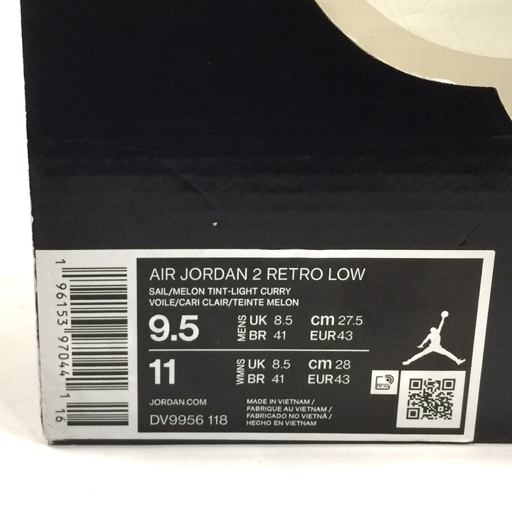 AIR JORDAN 2 RETRO LOW
SAIL/MELON TINT-LIGHT CURRY
VOILE/CARI CLAIR/TEINTE MELON
9.5 MENS UK 8.5 cm 27.5
BR 41 EUR 43
11 WMNS UK 8.5 cm 28
BR 41 EUR 43
JORDAN.COM
DV9956 118
MADE IN VIETNAM /
FABRIQUE AU VIETNAM /
FABRICADO NO VIETNÃ /
HECHO EN VIETNAM
RFID
1 96153 97044 1 16